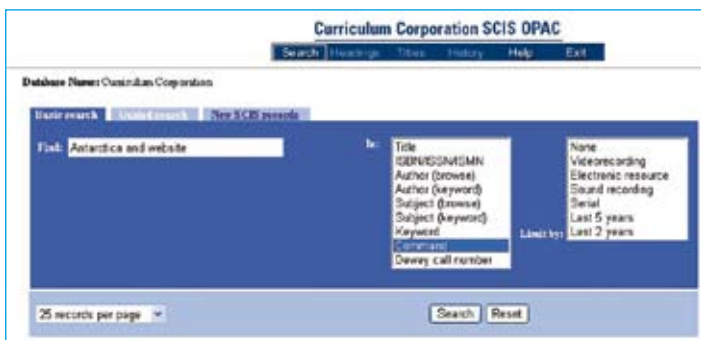 Curriculum Corporation SCIS OPAC
Search Headings Titles History Help Exit
Database Name: Curriculum Corporation
Basic search Guided search New SCIS records
Find: Antarctica and website
In:
Title
ISBN/ISSN/ISMN
Author (browse)
Author (keyword)
Subject (browse)
Subject (keyword)
Keyword
Command
Dewey call number
Limit by:
None
Videorecording
Electronic resource
Sound recording
Serial
Last 5 years
Last 2 years
25 records per page
Search Reset